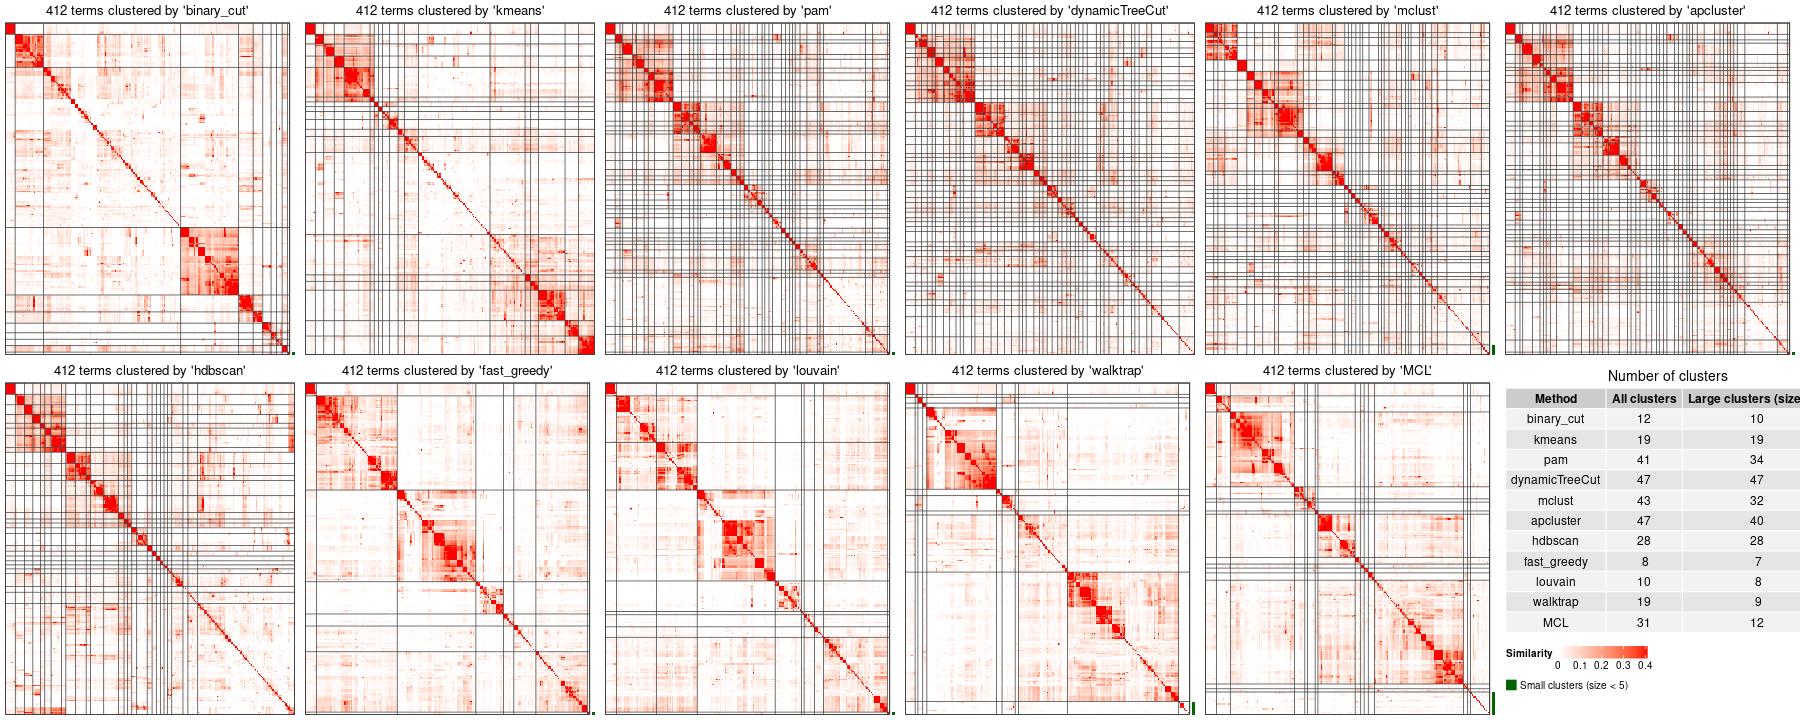 412 terms clustered by 'binary_cut'
412 terms clustered by 'kmeans'
412 terms clustered by 'pam'
412 terms clustered by 'dynamicTreeCut'
412 terms clustered by 'mclust'
412 terms clustered by 'apcluster'
412 terms clustered by 'hdbscan'
412 terms clustered by 'fast_greedy'
412 terms clustered by 'louvain'
412 terms clustered by 'walktrap'
412 terms clustered by 'MCL'
Number of clusters
Method All clusters Large clusters (size
binary_cut 12 10
kmeans 19 19
pam 41 34
dynamicTreeCut 47 47
mclust 43 32
apcluster 47 40
hdbscan 28 28
fast_greedy 8 7
louvain 10 8
walktrap 19 9
MCL 31 12
Similarity
0 0.1 0.2 0.3 0.4
Small clusters (size < 5)